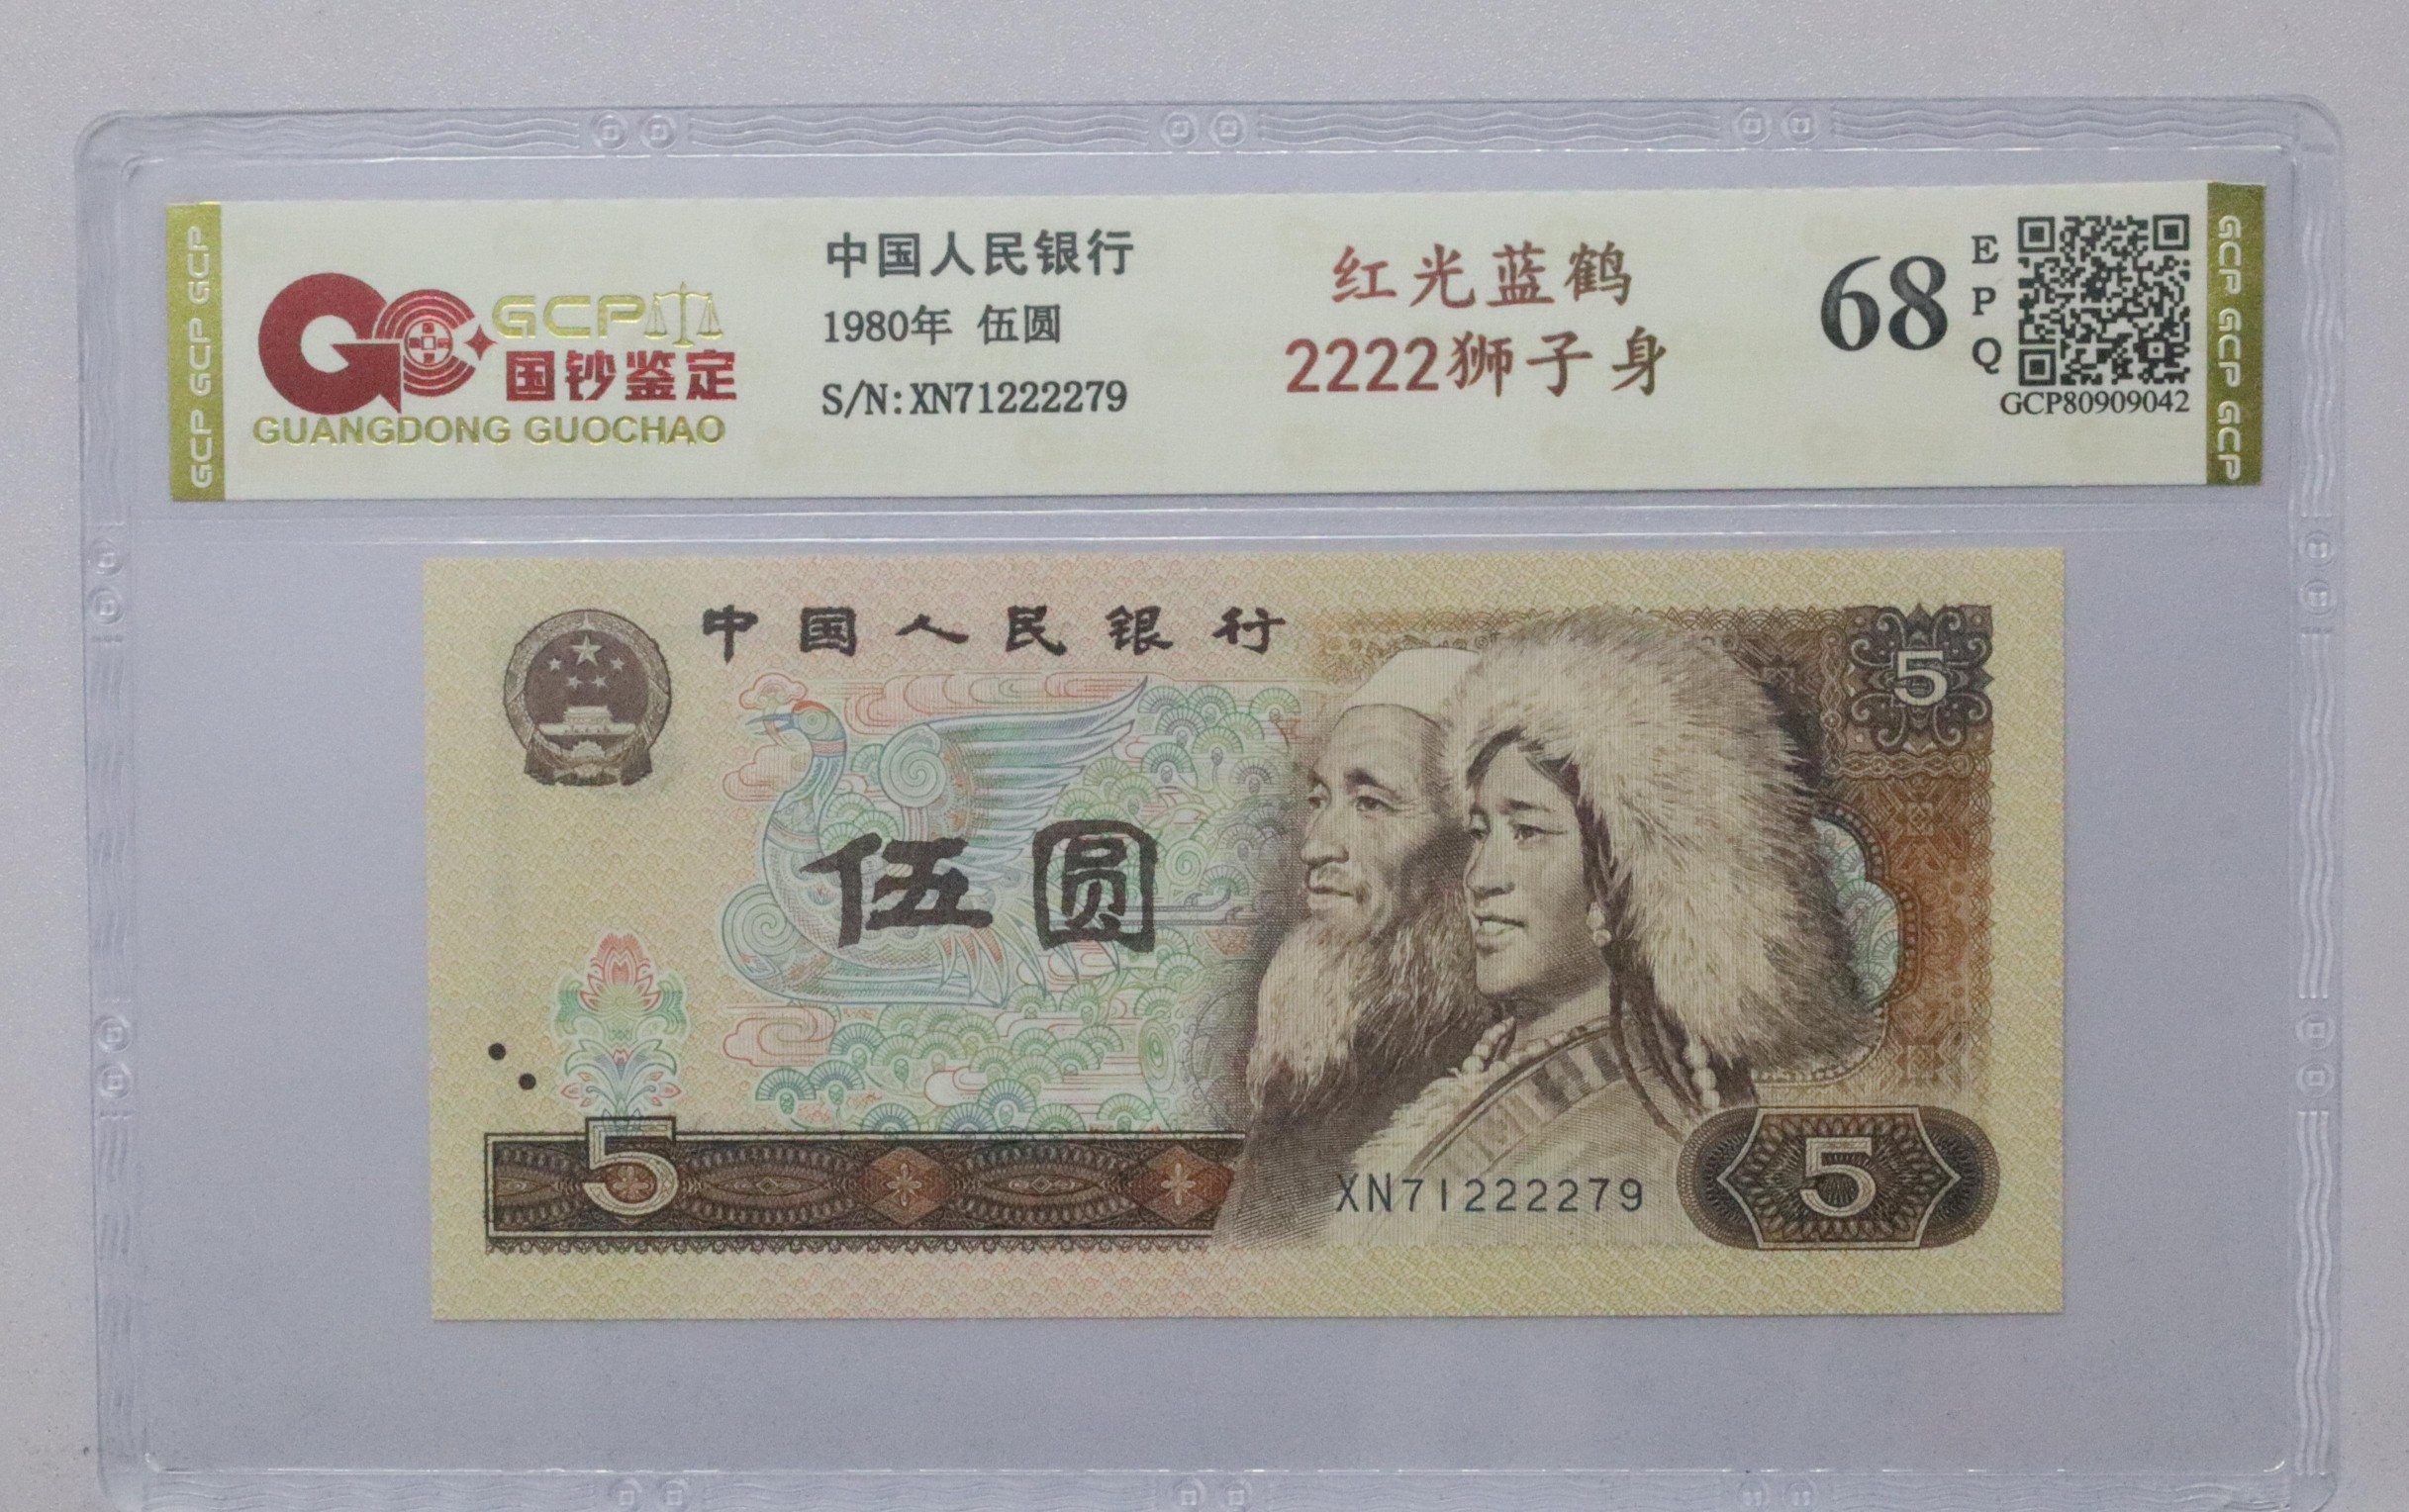 GCP GCP GCP
GCP
国钞鉴定
GUANGDONG GUOCHAO
中国人民银行
1980年 伍圆
S/N:XN71222279
红光蓝鹤
2222狮子身
68
E
P
Q
GCP80909042
GCP GCP GCP
中国人民银行
5
伍圆
5
XN71222279
5